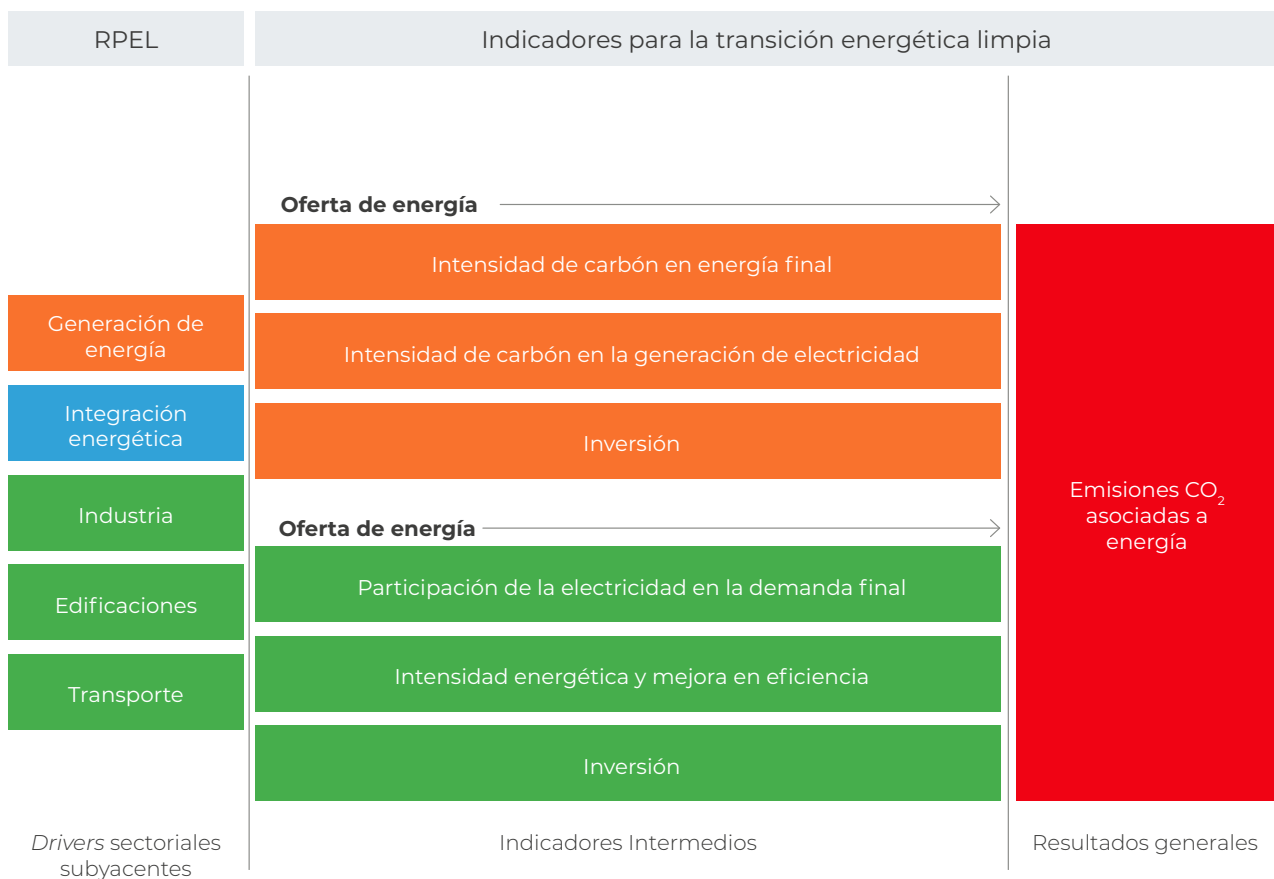 RPEL
Indicadores para la transición energética limpia
Generación de
energía
Integración
energética
Industria
Edificaciones
Transporte
Drivers sectoriales
subyacentes
Oferta de energía
Intensidad de carbón en energía final
Intensidad de carbón en la generación de electricidad
Inversión
Oferta de energía
Participación de la electricidad en la demanda final
Intensidad energética y mejora en eficiencia
Inversión
Indicadores Intermedios
Emisiones CO₂
asociadas a
energía
Resultados generales